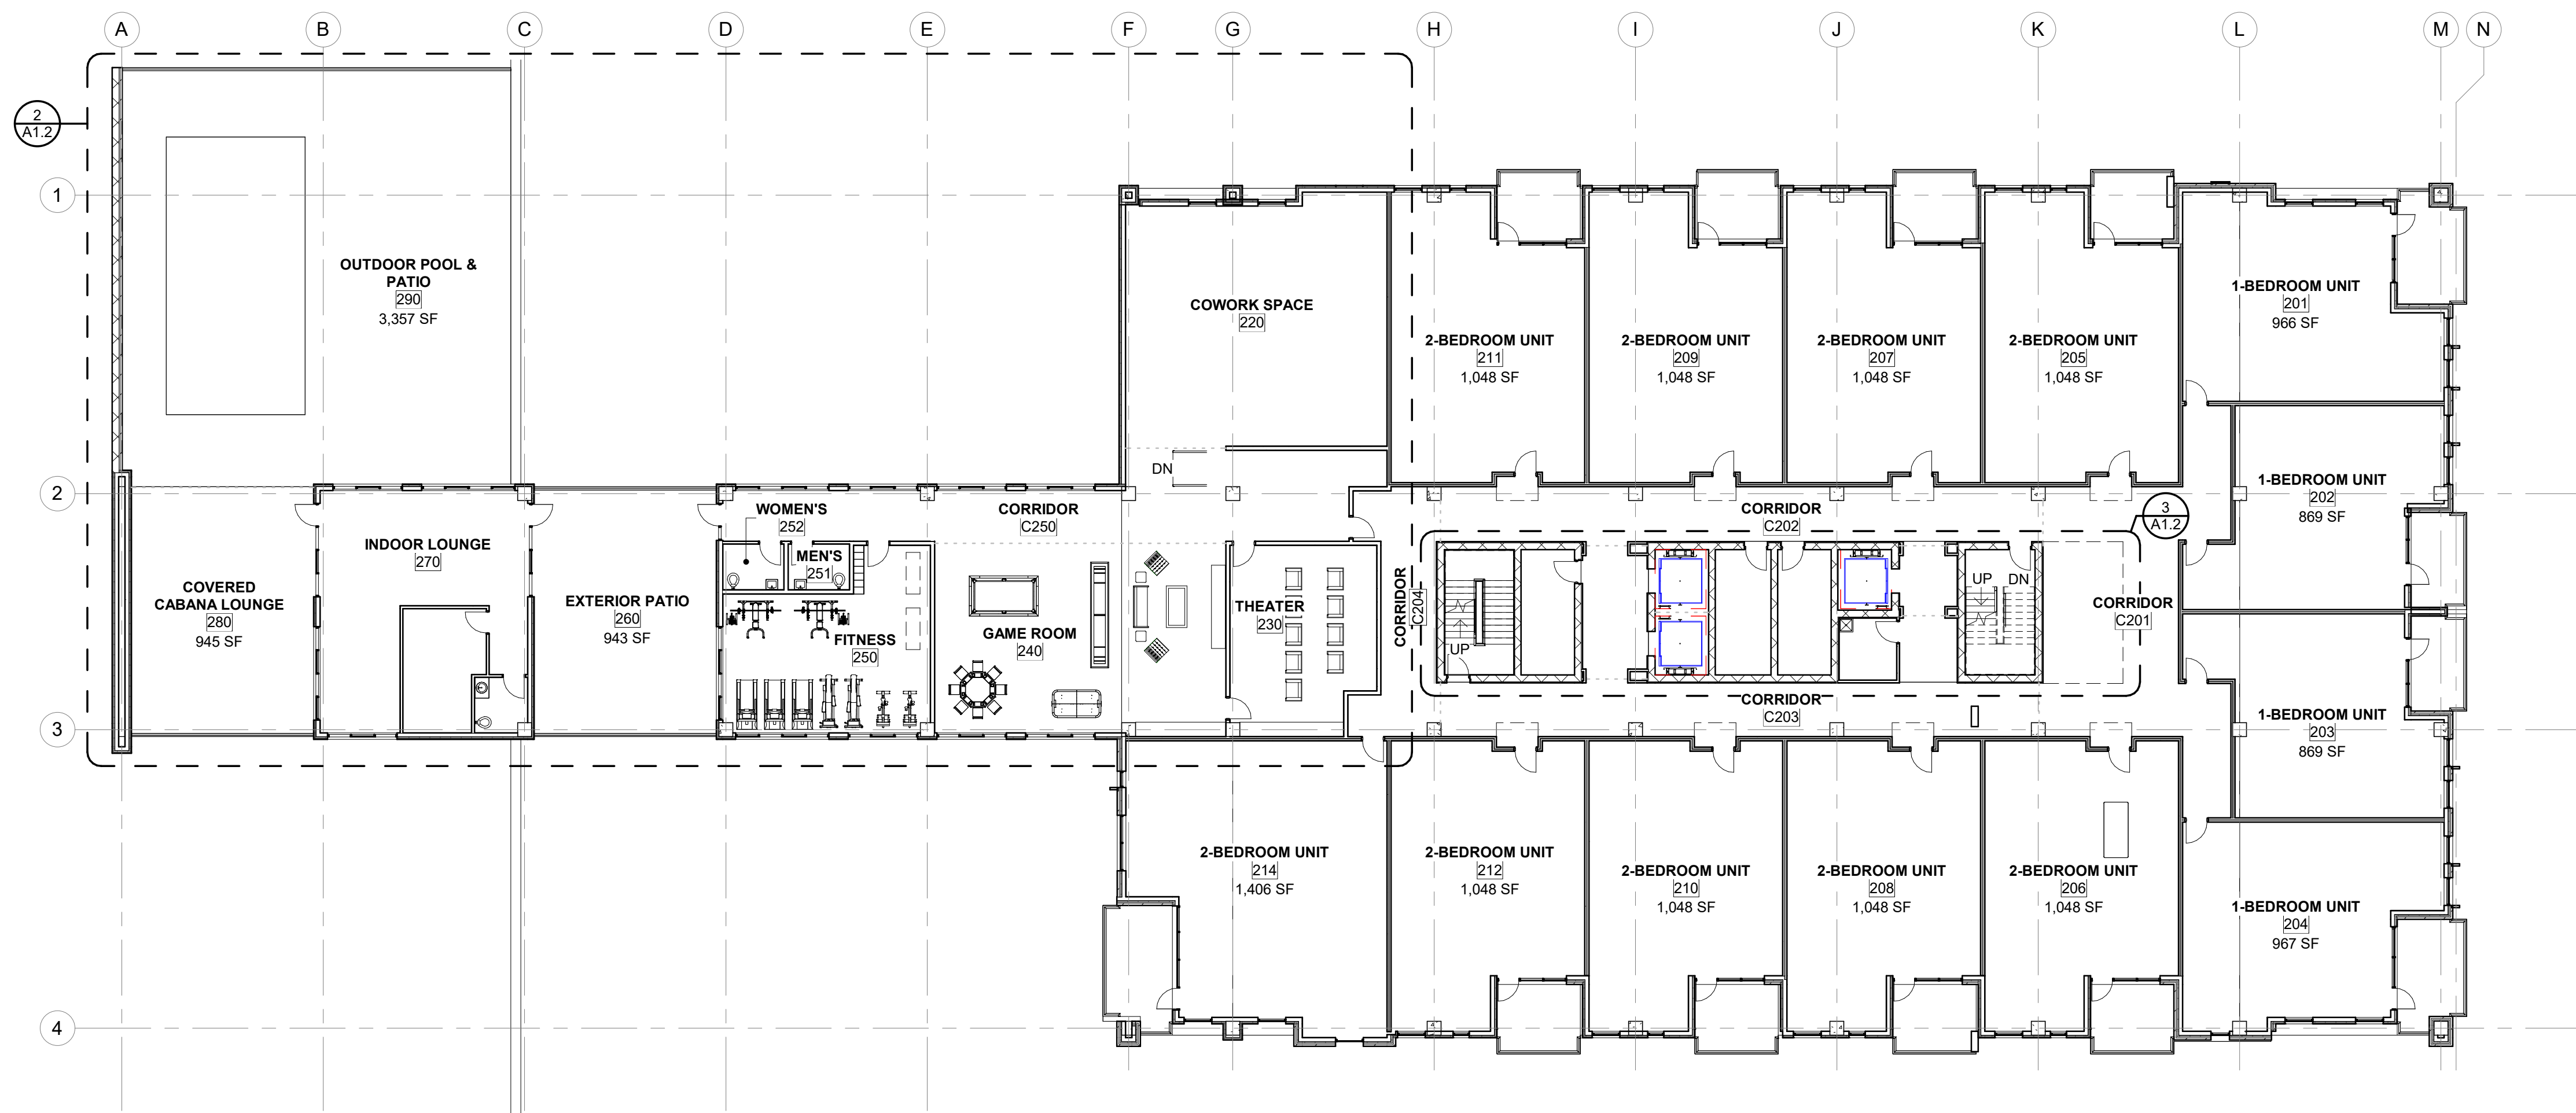 A B C D E F G H I J K L M N
2
A1.2
1
2
3
4
OUTDOOR POOL &
PATIO
290
3,357 SF
COWORK SPACE
220
2-BEDROOM UNIT
211
1,048 SF
2-BEDROOM UNIT
209
1,048 SF
2-BEDROOM UNIT
207
1,048 SF
2-BEDROOM UNIT
205
1,048 SF
1-BEDROOM UNIT
201
966 SF
DN
1-BEDROOM UNIT
202
869 SF
WOMEN'S
252
MEN'S
251
CORRIDOR
C250
CORRIDOR
C202
3
A1.2
INDOOR LOUNGE
270
COVERED
CABANA LOUNGE
280
945 SF
EXTERIOR PATIO
260
943 SF
FITNESS
250
GAME ROOM
240
THEATER
230
CORRIDOR
C204
UP
UP
DN
CORRIDOR
C201
CORRIDOR
C203
1-BEDROOM UNIT
203
869 SF
2-BEDROOM UNIT
214
1,406 SF
2-BEDROOM UNIT
212
1,048 SF
2-BEDROOM UNIT
210
1,048 SF
2-BEDROOM UNIT
208
1,048 SF
2-BEDROOM UNIT
206
1,048 SF
1-BEDROOM UNIT
204
967 SF